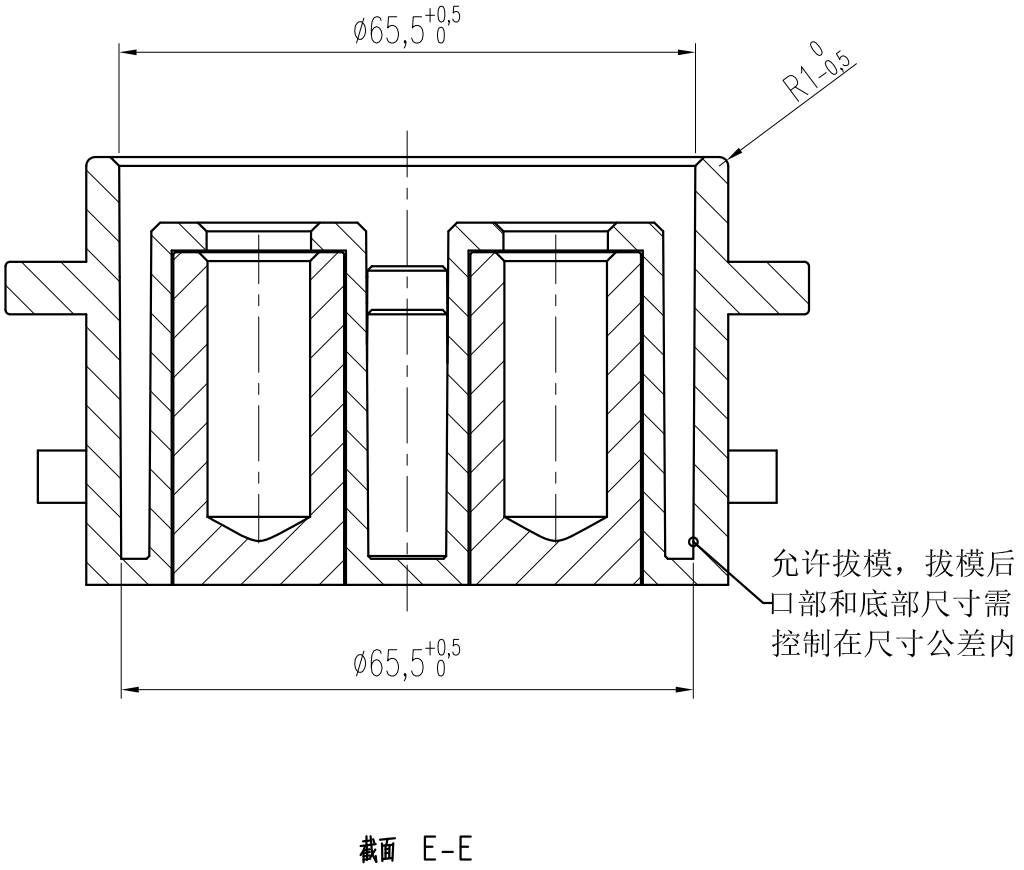 ø65,5 +0,5 0
R1 0 -0,5
允许拔模，拔模后
口部和底部尺寸需
控制在尺寸公差内
ø65,5 +0,5 0
截面 E-E